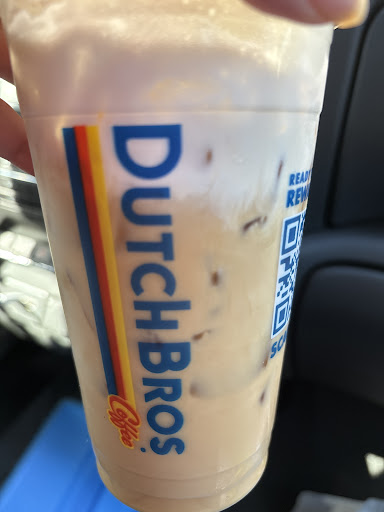 DUTCH BROS
Coffee
READ
REW
SC